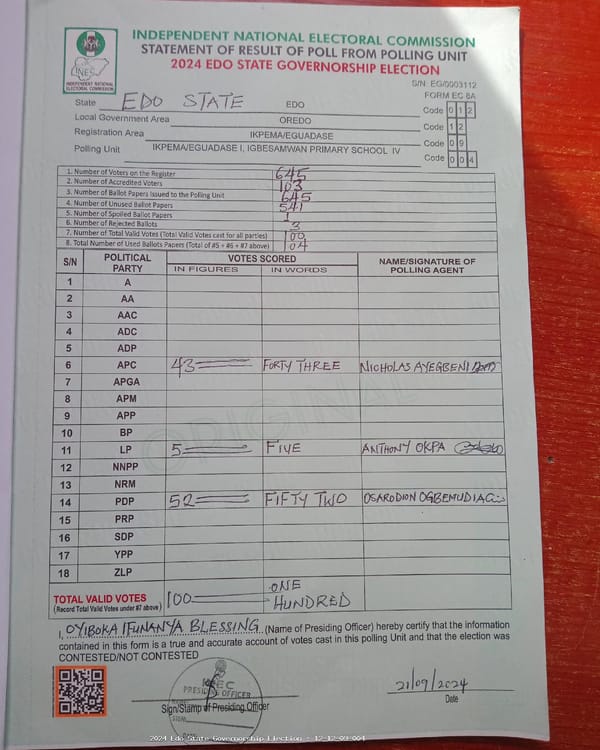 INDEPENDENT NATIONAL ELECTORAL COMMISSION
STATEMENT OF RESULT OF POLL FROM POLLING UNIT
2024 EDO STATE GOVERNORSHIP ELECTION
INEC
INDEPENDENT NATIONAL
ELECTORAL COMMISSION
S/N: EG/0003112
FORM EC 8A
State EDO STATE EDO Code 0 1 2
Local Government Area OREDO Code 1 2
Registration Area IKPEMA/EGUADASE Code 0 9
Polling Unit IKPEMA/EGUADASE I, IGBESAMWAN PRIMARY SCHOOL IV Code 0 0 4
1. Number of Voters on the Register 645
2. Number of Accredited Voters 103
3. Number of Ballot Papers Issued to the Polling Unit 645
4. Number of Unused Ballot Papers 541
5. Number of Spoiled Ballot Papers 1
6. Number of Rejected Ballots 3
7. Number of Total Valid Votes (Total Valid Votes cast for all parties) 100
8. Total Number of Used Ballots Papers (Total of #5 + #6 + #7 above) 104
S/N POLITICAL PARTY VOTES SCORED NAME/SIGNATURE OF POLLING AGENT
IN FIGURES IN WORDS
1 A
2 AA
3 AAC
4 ADC
5 ADP
6 APC 43 FORTY THREE NICHOLAS AYEGBENI
7 APGA
8 APM
9 APP
10 BP
11 LP 5 FIVE ANTHONY OKPA
12 NNPP
13 NRM
14 PDP 52 FIFTY TWO OSARODION OGBEMUDIA
15 PRP
16 SDP
17 YPP
18 ZLP
ORIGINAL
TOTAL VALID VOTES 100 ONE HUNDRED
(Record Total Valid Votes under #7 above)
I, OYIBOKA IFUNANYA BLESSING (Name of Presiding Officer) hereby certify that the information
contained in this form is a true and accurate account of votes cast in this polling Unit and that the election was
CONTESTED/NOT CONTESTED
INEC
PRESIDING OFFICER
Sign/Stamp of Presiding Officer
21/09/2024
Date
2024 Edo State Governorship Election - 12-12-09-004